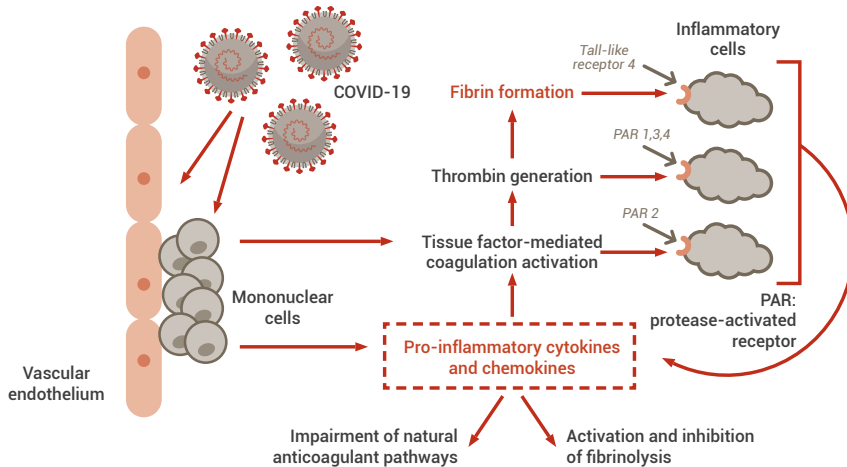 COVID-19
Tall-like
receptor 4
Inflammatory
cells
Fibrin formation
PAR 1,3,4
Thrombin generation
PAR 2
Tissue factor-mediated
coagulation activation
Mononuclear
cells
PAR:
protease-activated
receptor
Pro-inflammatory cytokines
and chemokines
Vascular
endothelium
Impairment of natural
anticoagulant pathways
Activation and inhibition
of fibrinolysis